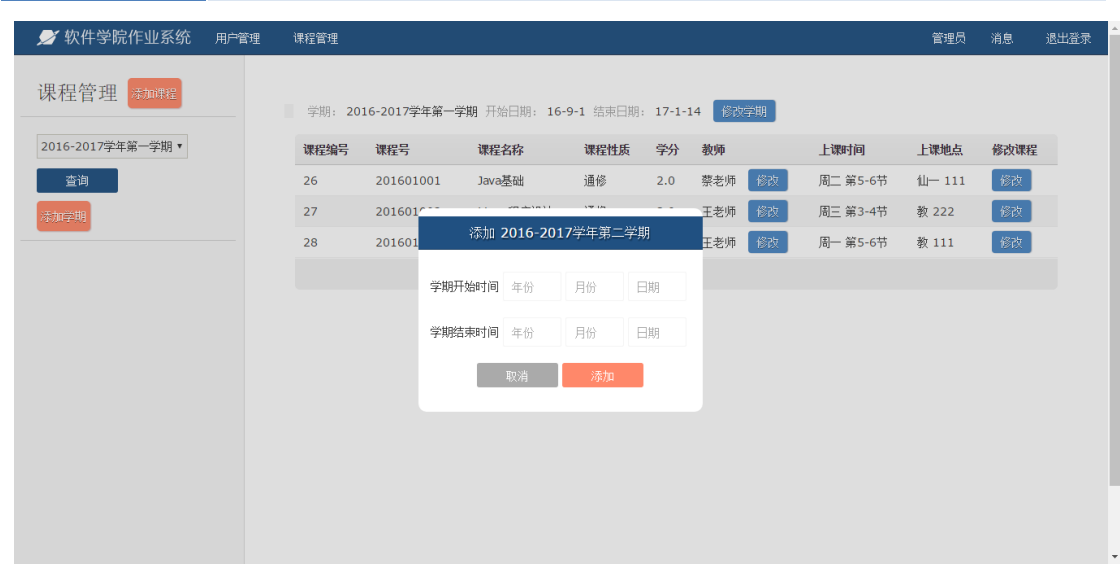 软件学院作业系统 用户管理 课程管理 管理员 消息 退出登录
课程管理 添加课程
学期: 2016-2017学年第一学期 开始日期: 16-9-1 结束日期: 17-1-14 修改学期
2016-2017学年第一学期
查询
添加学期
课程编号 课程号 课程名称 课程性质 学分 教师 上课时间 上课地点 修改课程
26 201601001 Java基础 通修 2.0 蔡老师 修改 周二 第5-6节 仙一 111 修改
27 王老师 修改 周三 第3-4节 教 222 修改
28 王老师 修改 周一 第5-6节 教 111 修改
添加 2016-2017学年第二学期
学期开始时间 年份 月份 日期
学期结束时间 年份 月份 日期
取消 添加